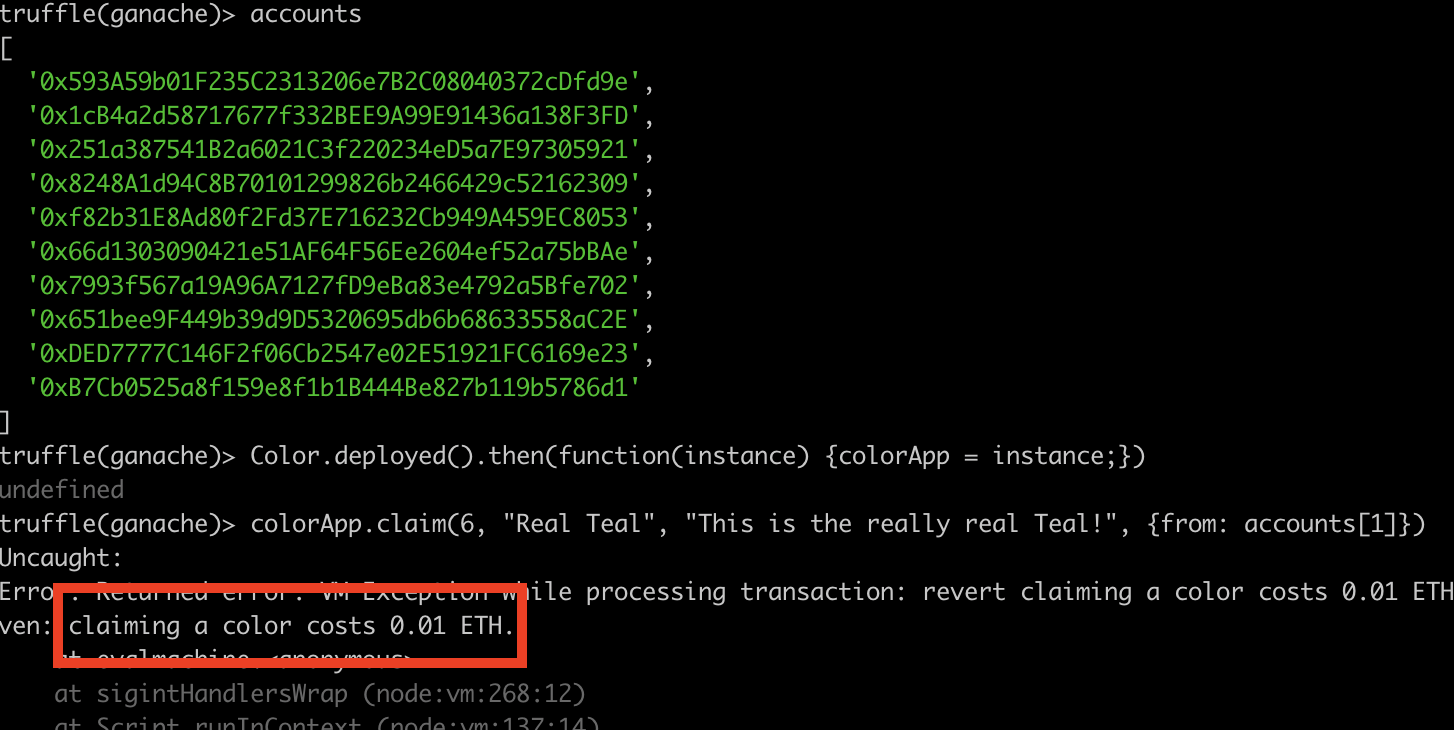 truffle(ganache)> accounts
[
'0x593A59b01F235C2313206e7B2C08040372cDfd9e',
'0x1cB4a2d58717677f332BEE9A99E91436a138F3FD',
'0x251a387541B2a6021C3f220234eD5a7E97305921',
'0x8248A1d94C8B70101299826b2466429c52162309',
'0xf82b31E8Ad80f2Fd37E716232Cb949A459EC8053',
'0x66d1303090421e51AF64F56Ee2604ef52a75bBAe',
'0x7993f567a19A96A7127fD9eBa83e4792a5Bfe702',
'0x651bee9F449b39d9D5320695db6b68633558aC2E',
'0xDED7777C146F2f06Cb2547e02E51921FC6169e23',
'0xB7Cb0525a8f159e8f1b1B444Be827b119b5786d1'
]
truffle(ganache)> Color.deployed().then(function(instance) {colorApp = instance;})
undefined
truffle(ganache)> colorApp.claim(6, "Real Teal", "This is the really real Teal!", {from: accounts[1]})
Uncaught:
Error: Returned error: VM Exception while processing transaction: revert claiming a color costs 0.01 ETH
ven: claiming a color costs 0.01 ETH.
at evalmachine.<anonymous>
at sigintHandlersWrap (node:vm:268:12)
at Script.runInContext (node:vm:137:14)